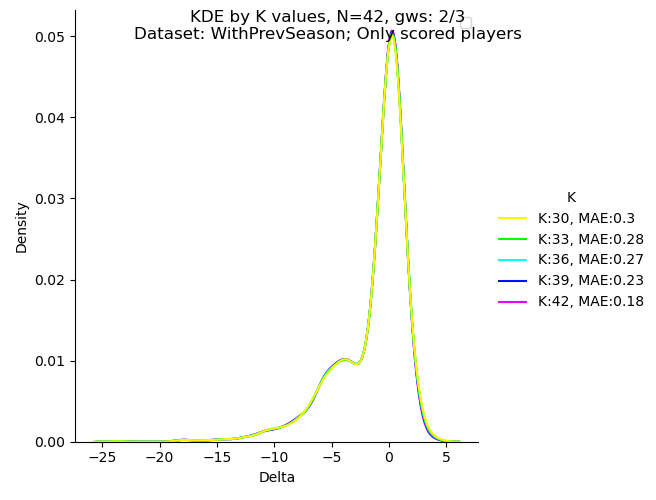 KDE by K values, N=42, gws: 2/3
Dataset: WithPrevSeason; Only scored players
0.05
0.04
0.03
0.02
0.01
0.00
Density
−25
−20
−15
−10
−5
0
5
Delta
K
K:30, MAE:0.3
K:33, MAE:0.28
K:36, MAE:0.27
K:39, MAE:0.23
K:42, MAE:0.18